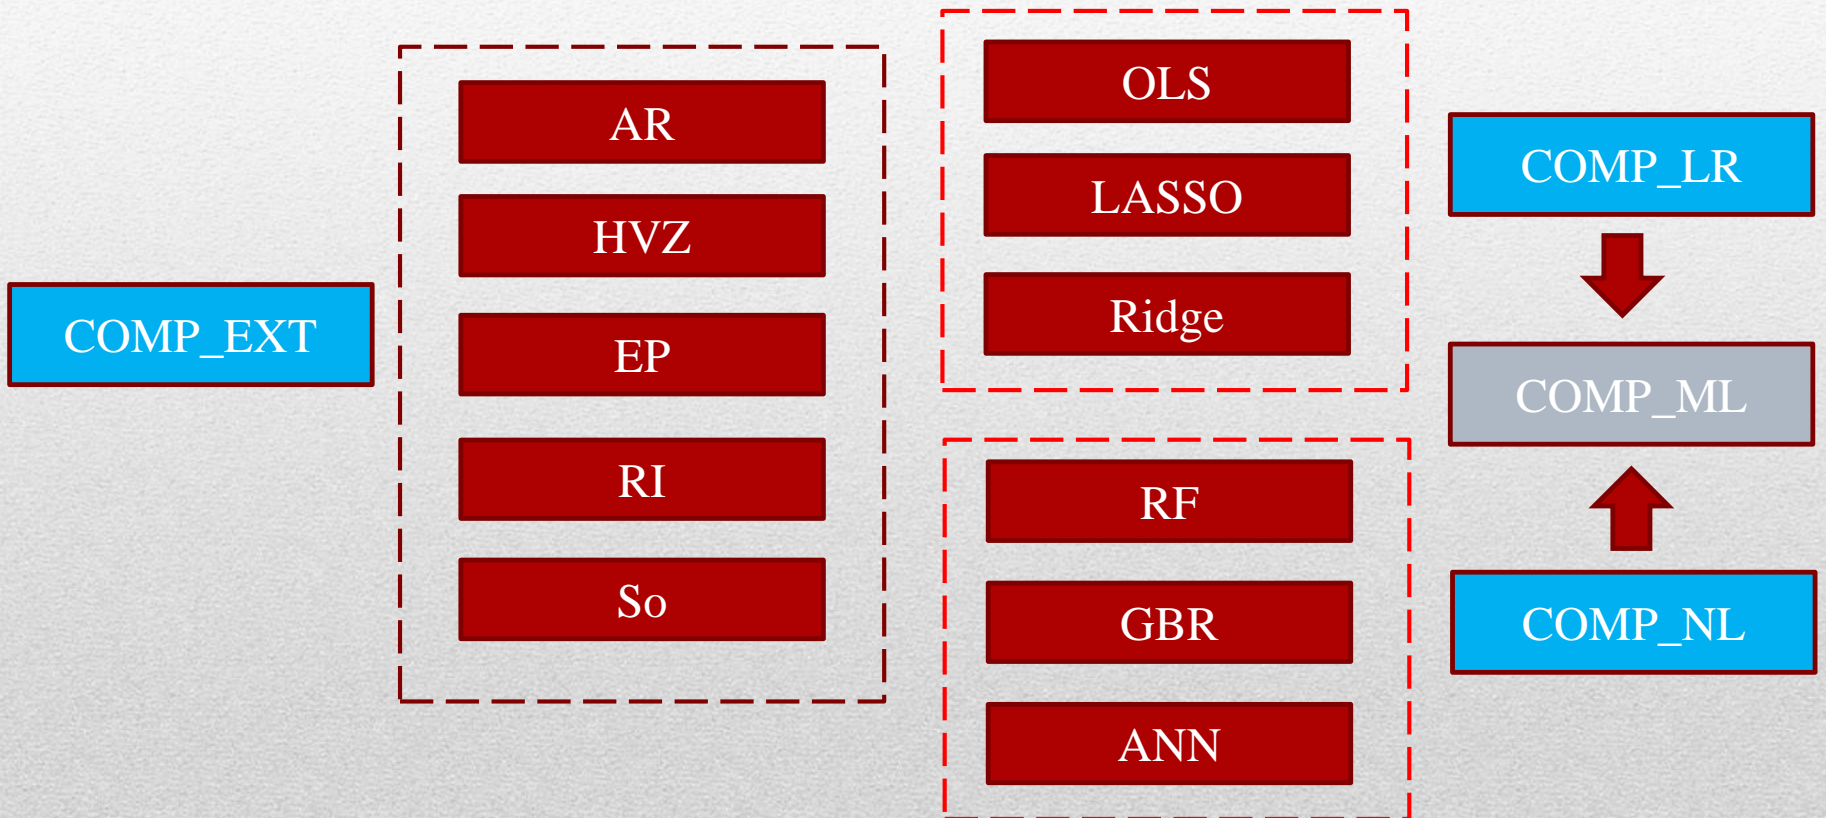 COMP_EXT
AR
HVZ
EP
RI
So
OLS
LASSO
Ridge
RF
GBR
ANN
COMP_LR
COMP_ML
COMP_NL